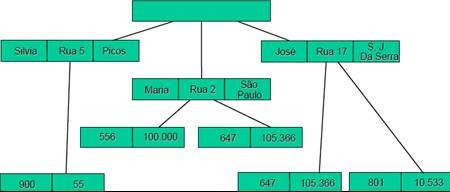 Silvia Rua 5 Picos
José Rua 17 S. J. Da Serra
Maria Rua 2 São Paulo
556 100.000
647 105.366
900 55
647 105.366
801 10.533